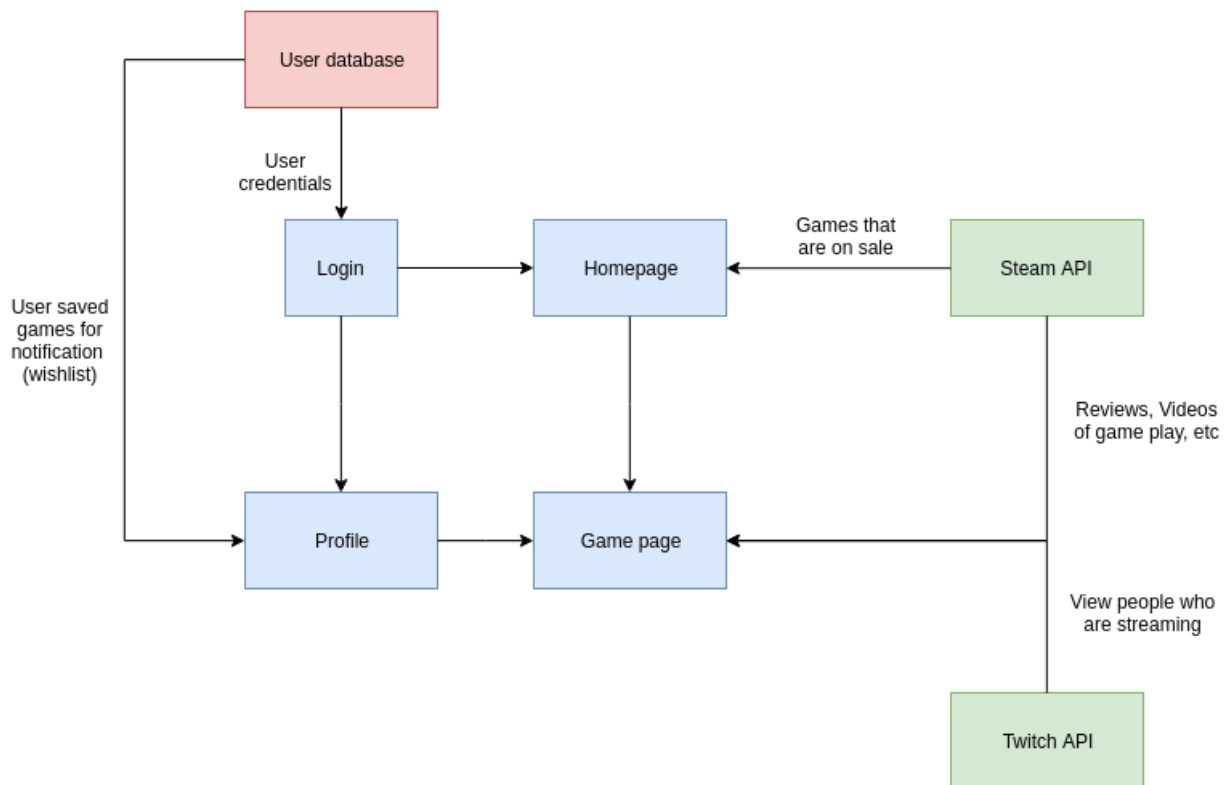 User database
User
credentials
Login
Homepage
Games that
are on sale
Steam API
User saved
games for
notification
(wishlist)
Reviews, Videos
of game play, etc
Profile
Game page
View people who
are streaming
Twitch API